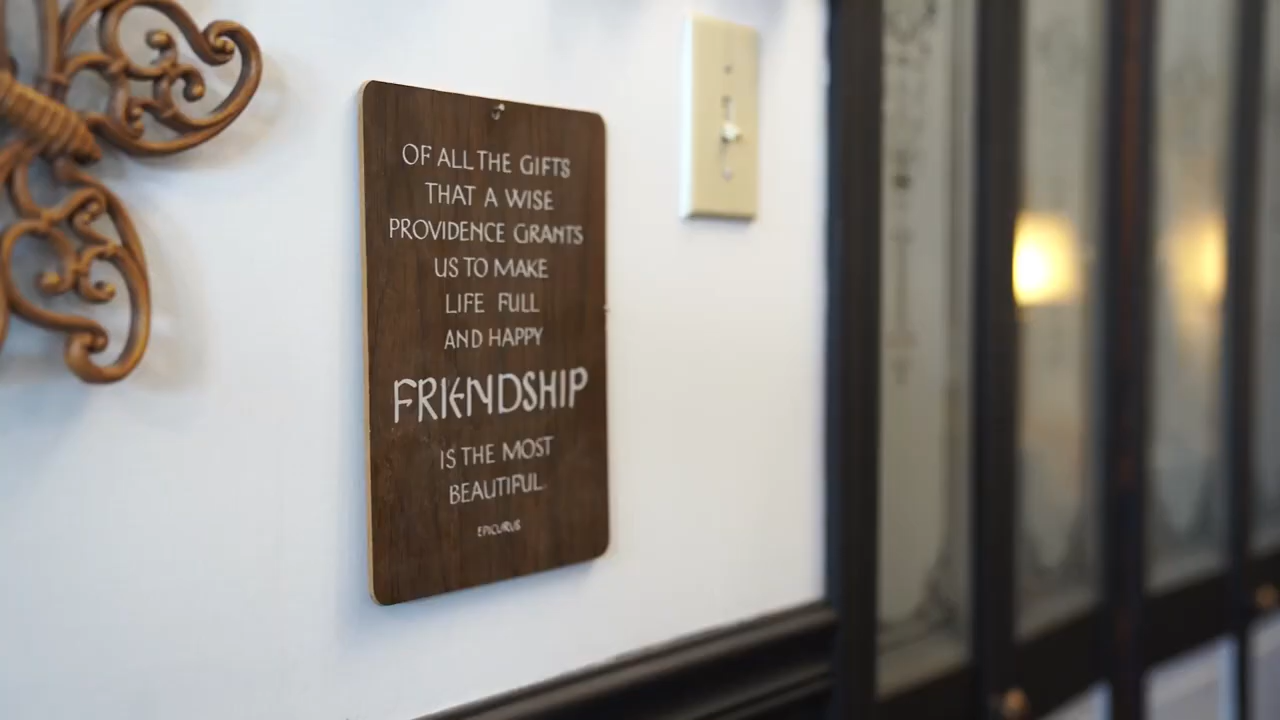 OF ALL THE GIFTS
THAT A WISE
PROVIDENCE GRANTS
US TO MAKE
LIFE FULL
AND HAPPY
FRIENDSHIP
IS THE MOST
BEAUTIFUL.
EPICURUS